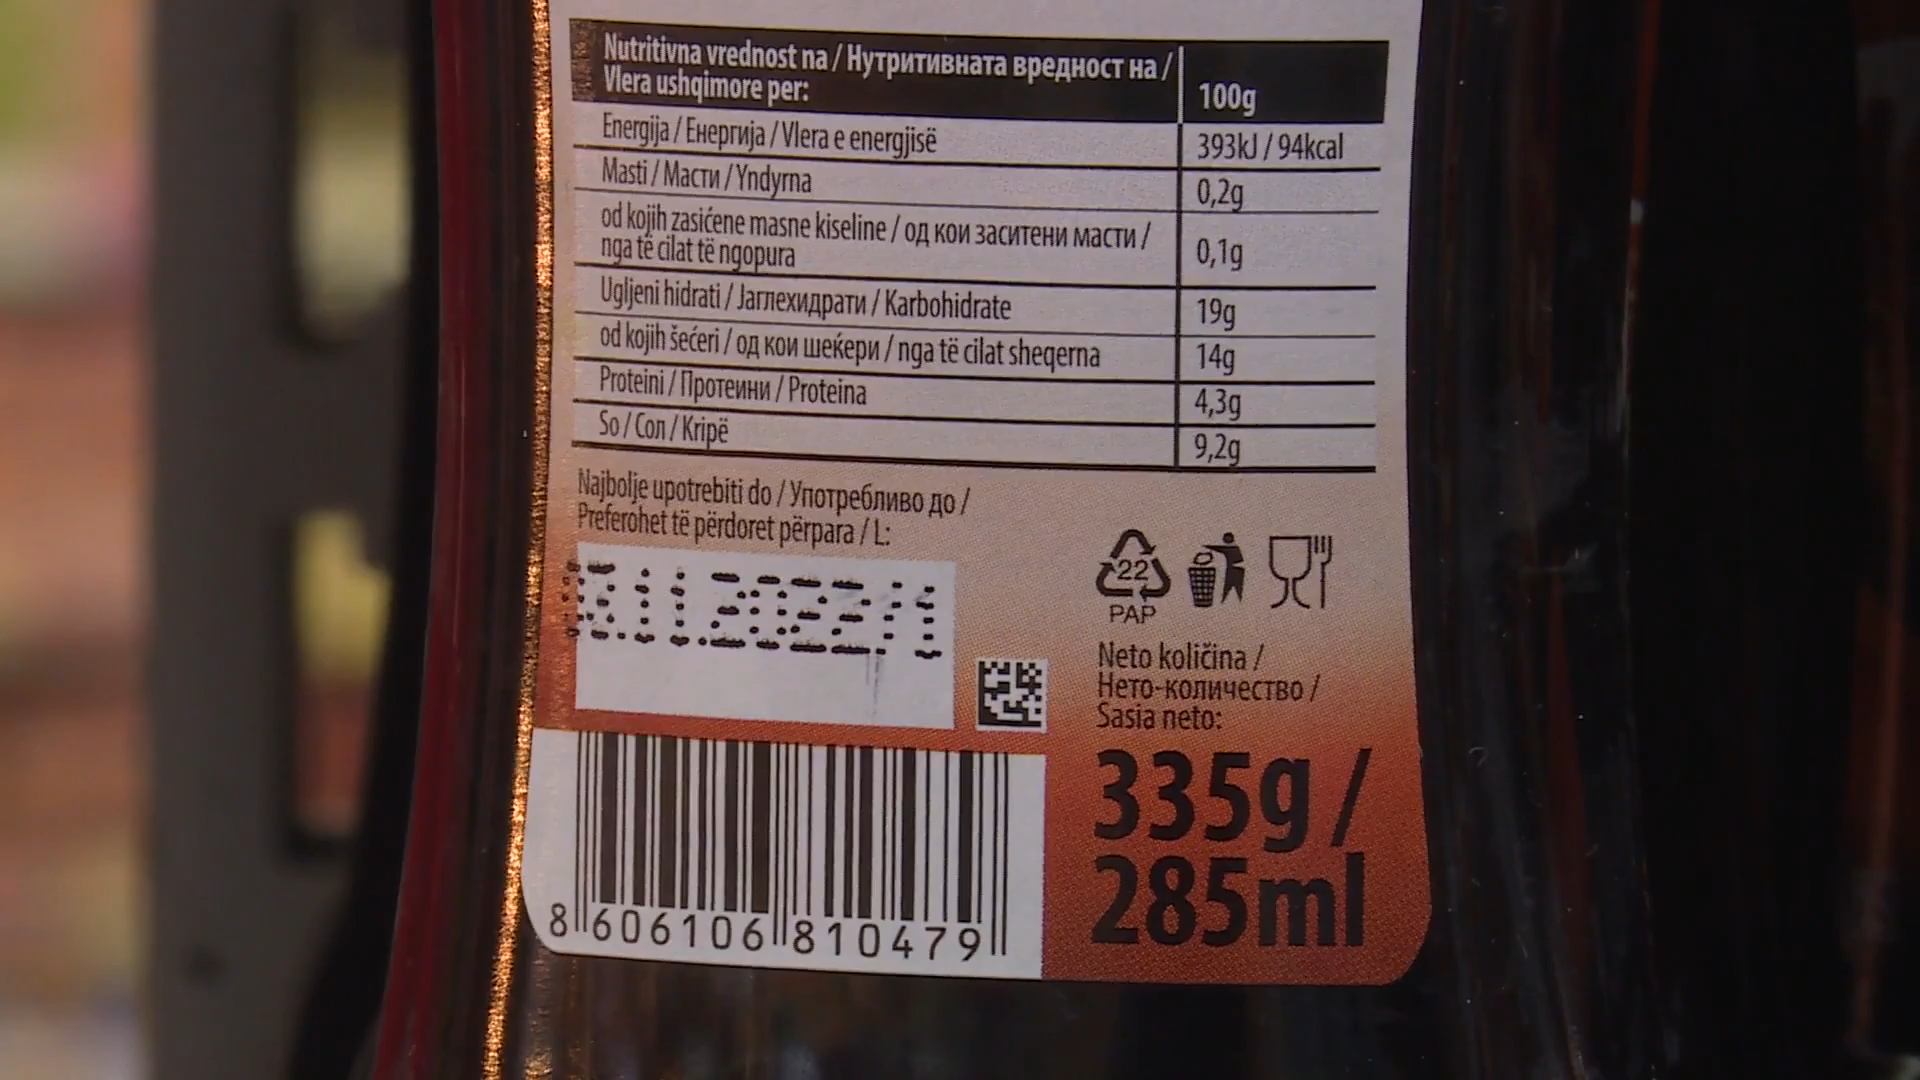 Nutritivna vrednost na / Нутритивната вредност на /
Vlera ushqimore per:
100g
Energija / Енергија / Vlera e energjisë
393kJ / 94kcal
Masti / Масти / Yndyrna
0,2g
od kojih zasićene masne kiseline / од кои заситени масти /
nga të cilat të ngopura
0,1g
Ugljeni hidrati / Јаглехидрати / Karbohidrate
19g
od kojih šećeri / од кои шеќери / nga të cilat sheqerna
14g
Proteini / Протеини / Proteina
4,3g
So / Сол / Kripë
9,2g
Najbolje upotrebiti do / Употребливо до /
Preferohet të përdoret përpara / L:
22
PAP
Neto količina /
Нето-количество /
Sasia neto:
335g /
285ml
8 606106 810479